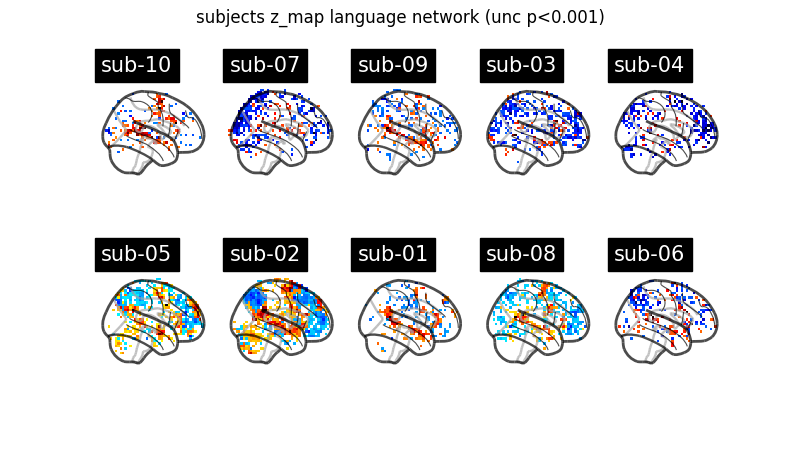 subjects z_map language network (unc p<0.001)
sub-10 sub-07 sub-09 sub-03 sub-04
sub-05 sub-02 sub-01 sub-08 sub-06